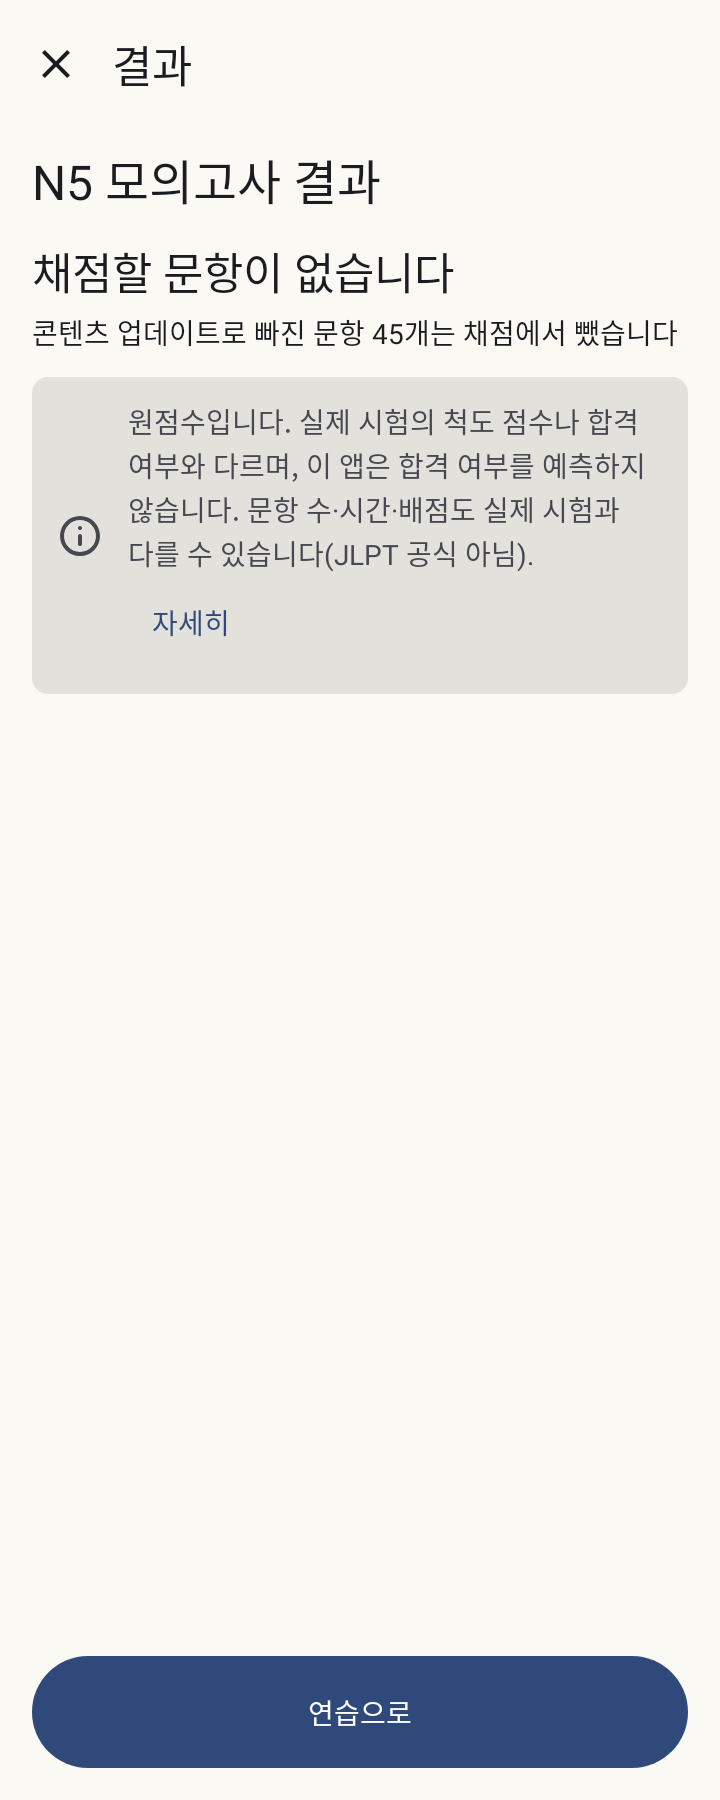 결과
N5 모의고사 결과
채점할 문항이 없습니다
콘텐츠 업데이트로 빠진 문항 45개는 채점에서 뺐습니다
원점수입니다. 실제 시험의 척도 점수나 합격
여부와 다르며, 이 앱은 합격 여부를 예측하지
않습니다. 문항 수·시간·배점도 실제 시험과
다를 수 있습니다(JLPT 공식 아님).
자세히
연습으로